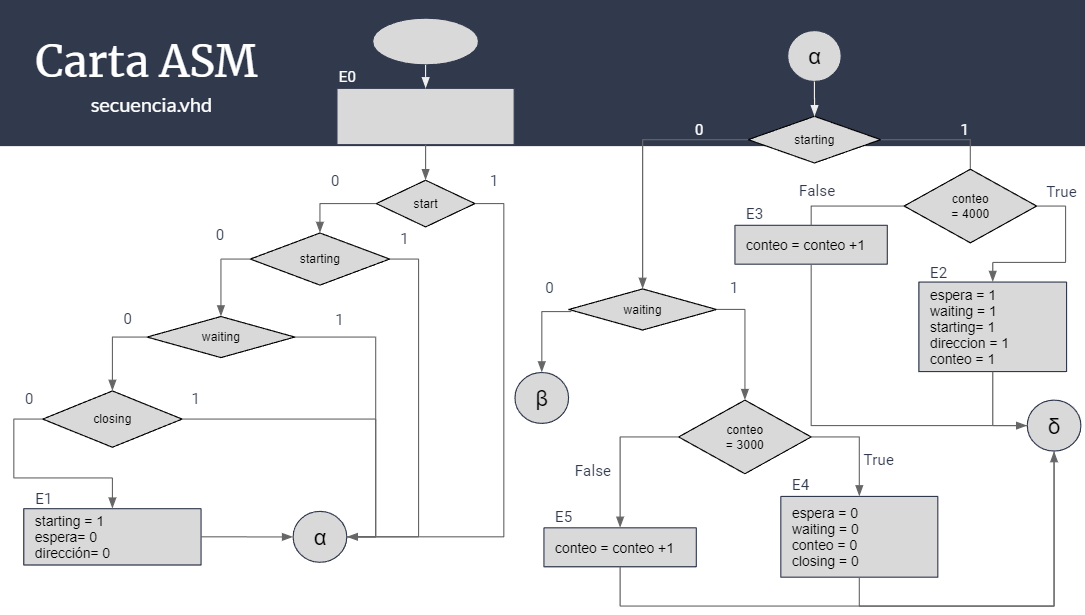 Carta ASM
secuencia.vhd
E0
0
1
start
0
1
starting
0
1
waiting
0
1
closing
E1
starting = 1
espera= 0
dirección= 0
α
α
0
1
starting
False
True
conteo
= 4000
E3
conteo = conteo +1
E2
espera = 1
waiting = 1
starting= 1
direccion = 1
conteo = 1
0
1
waiting
β
δ
conteo
= 3000
False
True
E5
conteo = conteo +1
E4
espera = 0
waiting = 0
conteo = 0
closing = 0